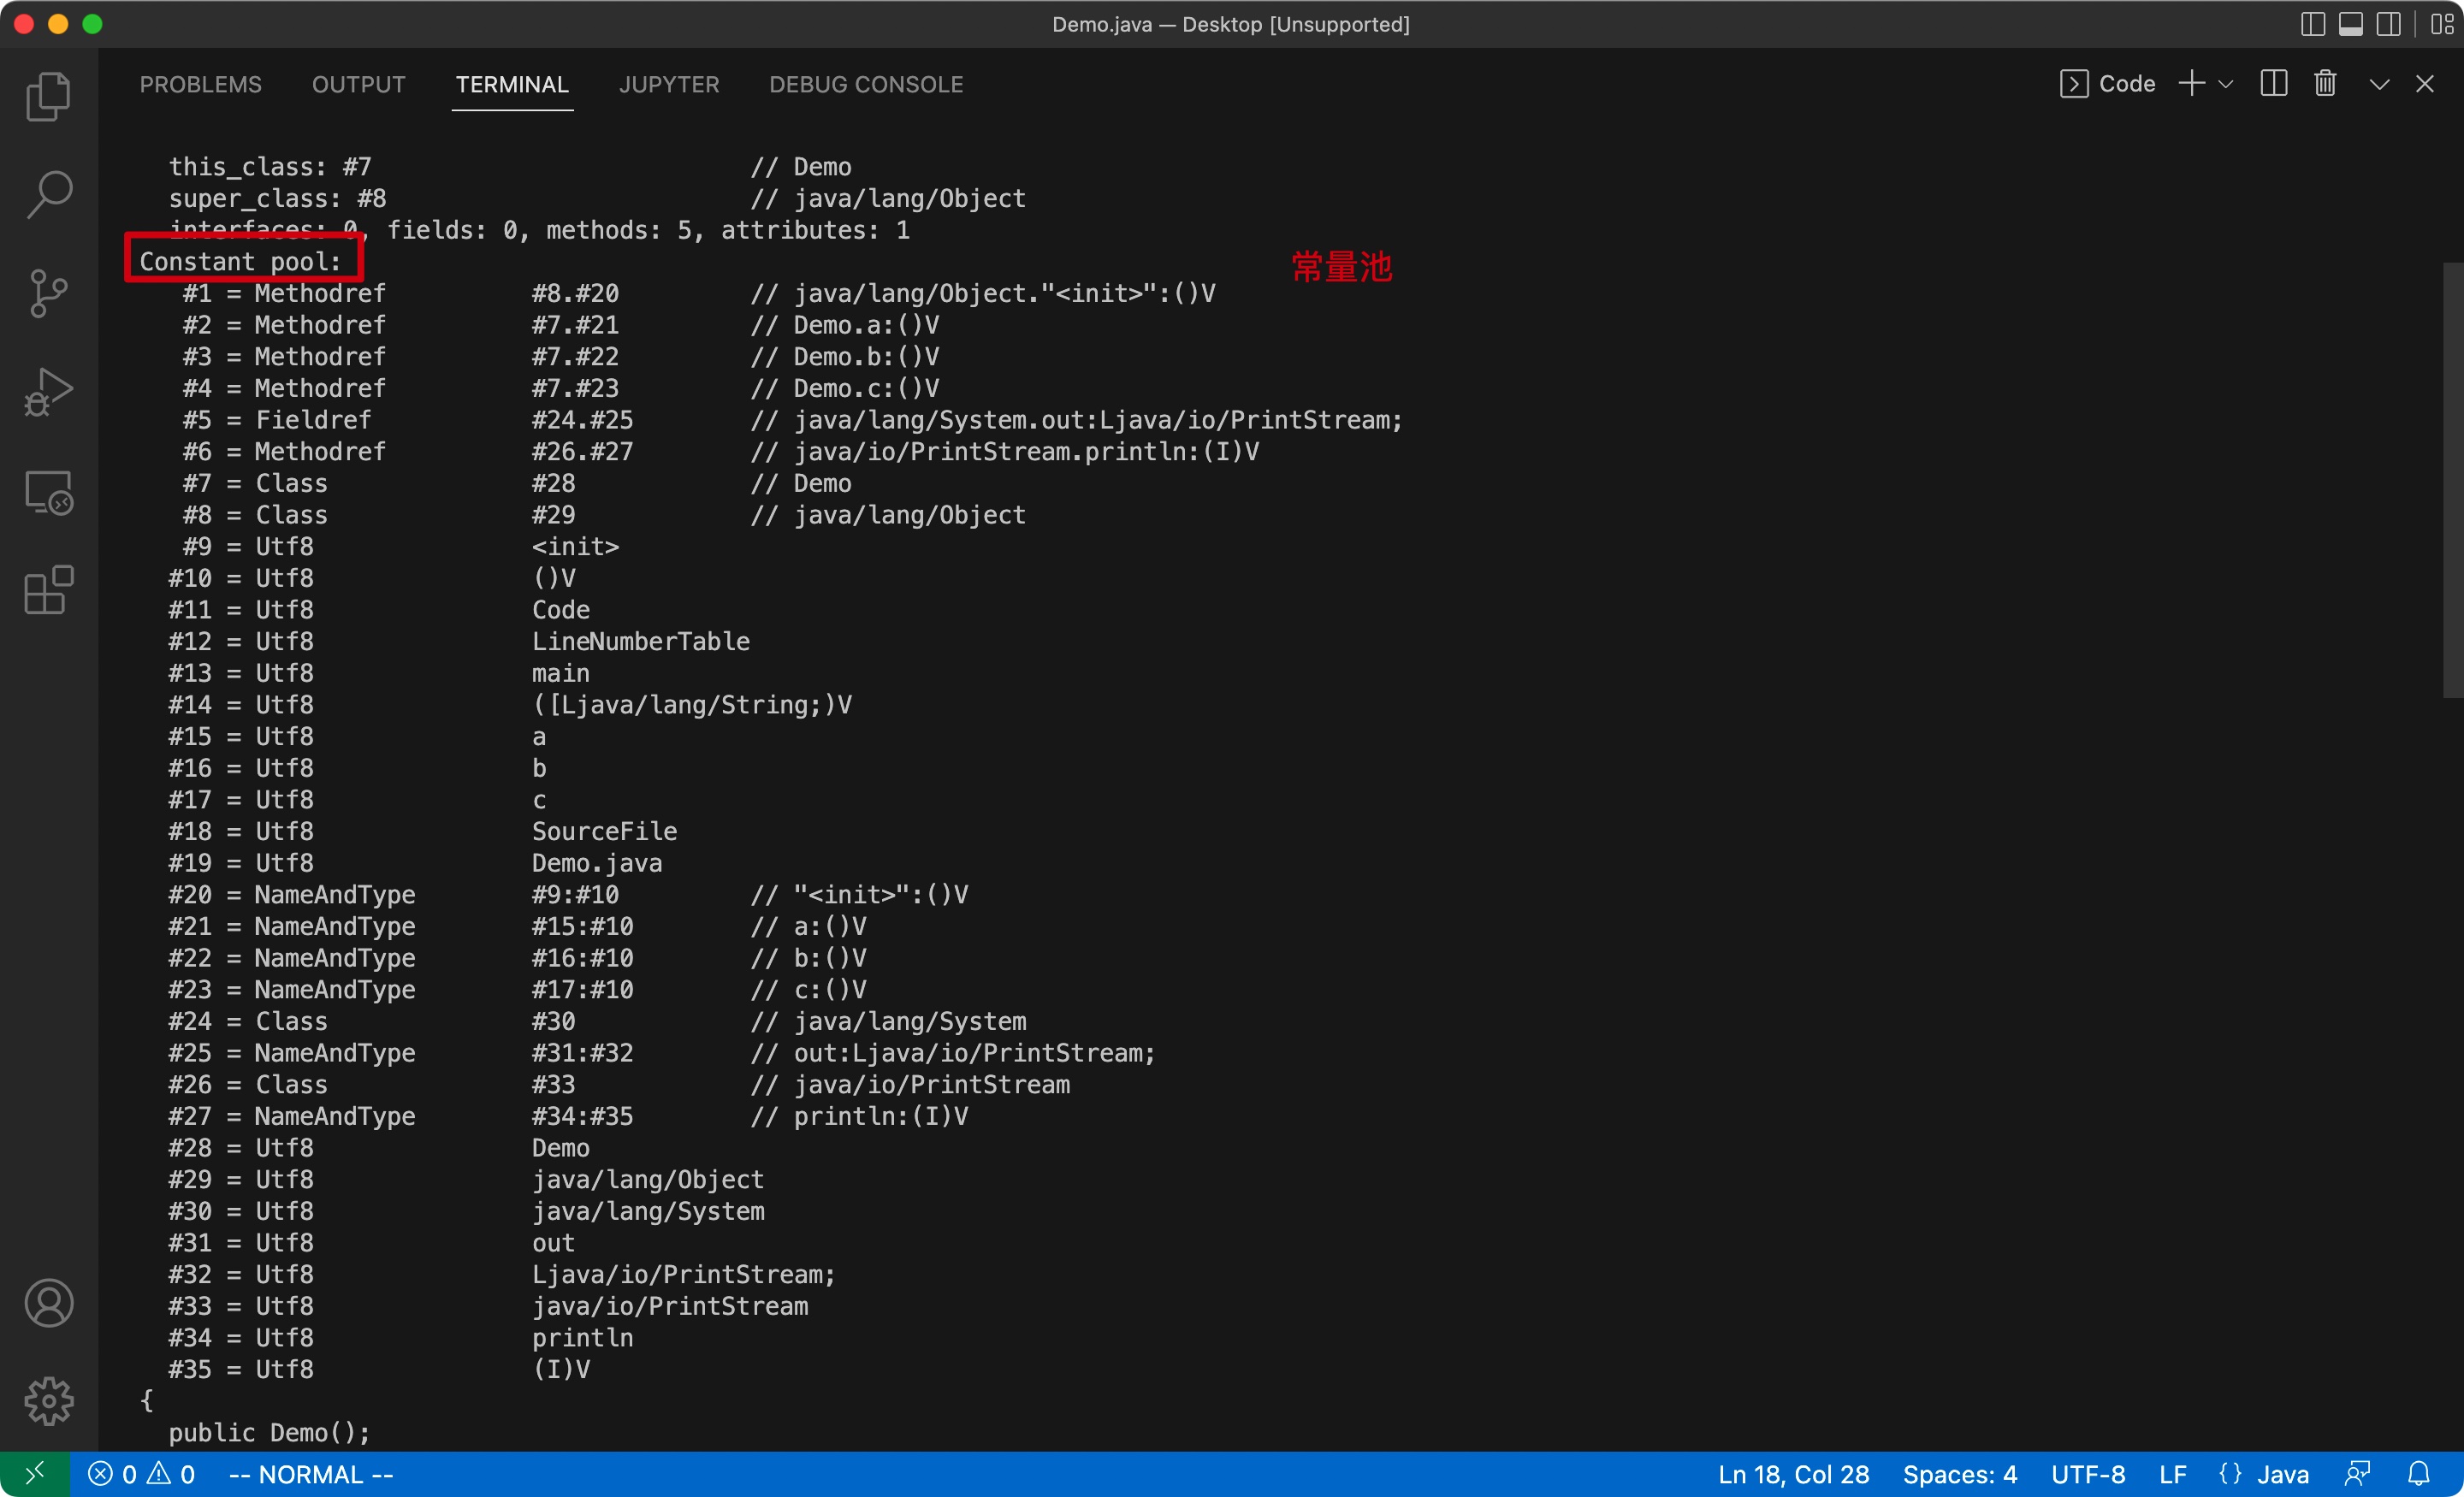 Demo.java — Desktop [Unsupported]
PROBLEMS OUTPUT TERMINAL JUPYTER DEBUG CONSOLE Code
this_class: #7 // Demo
super_class: #8 // java/lang/Object
interfaces: 0, fields: 0, methods: 5, attributes: 1
Constant pool:
常量池
#1 = Methodref #8.#20 // java/lang/Object."<init>":()V
#2 = Methodref #7.#21 // Demo.a:()V
#3 = Methodref #7.#22 // Demo.b:()V
#4 = Methodref #7.#23 // Demo.c:()V
#5 = Fieldref #24.#25 // java/lang/System.out:Ljava/io/PrintStream;
#6 = Methodref #26.#27 // java/io/PrintStream.println:(I)V
#7 = Class #28 // Demo
#8 = Class #29 // java/lang/Object
#9 = Utf8 <init>
#10 = Utf8 ()V
#11 = Utf8 Code
#12 = Utf8 LineNumberTable
#13 = Utf8 main
#14 = Utf8 ([Ljava/lang/String;)V
#15 = Utf8 a
#16 = Utf8 b
#17 = Utf8 c
#18 = Utf8 SourceFile
#19 = Utf8 Demo.java
#20 = NameAndType #9:#10 // "<init>":()V
#21 = NameAndType #15:#10 // a:()V
#22 = NameAndType #16:#10 // b:()V
#23 = NameAndType #17:#10 // c:()V
#24 = Class #30 // java/lang/System
#25 = NameAndType #31:#32 // out:Ljava/io/PrintStream;
#26 = Class #33 // java/io/PrintStream
#27 = NameAndType #34:#35 // println:(I)V
#28 = Utf8 Demo
#29 = Utf8 java/lang/Object
#30 = Utf8 java/lang/System
#31 = Utf8 out
#32 = Utf8 Ljava/io/PrintStream;
#33 = Utf8 java/io/PrintStream
#34 = Utf8 println
#35 = Utf8 (I)V
{
public Demo();
0 0 -- NORMAL -- Ln 18, Col 28 Spaces: 4 UTF-8 LF {} Java